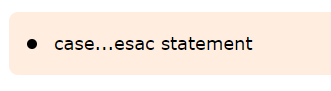 • case...esac statement